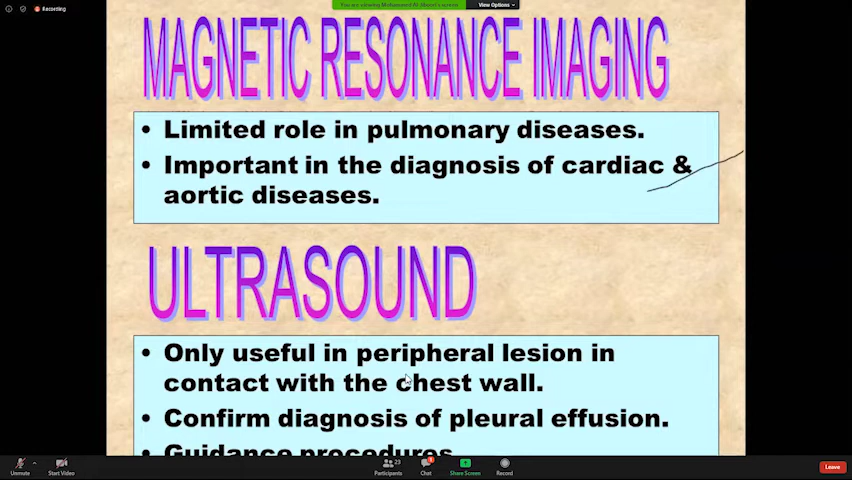 Recording
You are viewing Mohammed Al
screen
View Options
MAGNETIC RESONANCE IMAGING
• Limited role in pulmonary diseases.
• Important in the diagnosis of cardiac &
aortic diseases.
ULTRASOUND
• Only useful in peripheral lesion in
contact with the chest wall.
• Confirm diagnosis of pleural effusion.
• Guidance procedures
Unmute
Start Video
23
Participants
Chat
Share Screen
Record
Leave